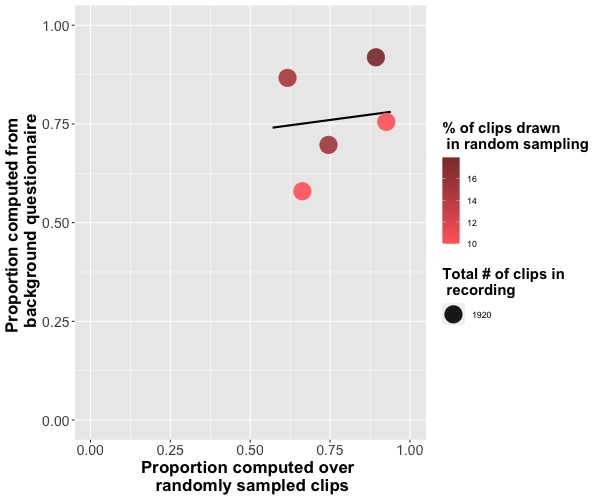 1.00
0.75
0.50
0.25
0.00
Proportion computed from
background questionnaire
0.00 0.25 0.50 0.75 1.00
Proportion computed over
randomly sampled clips
% of clips drawn
in random sampling
16
14
12
10
Total # of clips in
recording
1920